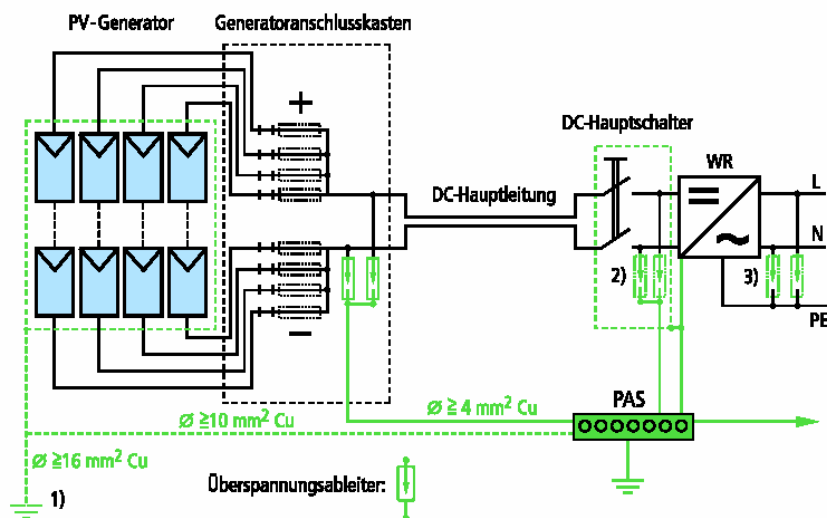 PV-Generator
Generatoranschlusskasten
+
DC-Hauptschalter
WR
L
DC-Hauptleitung
N
=
~
2)
3)
−
PE
PAS
Ø ≧10 mm² Cu
Ø ≧ 4 mm² Cu
Ø ≧16 mm² Cu
1)
Überspannungsableiter: